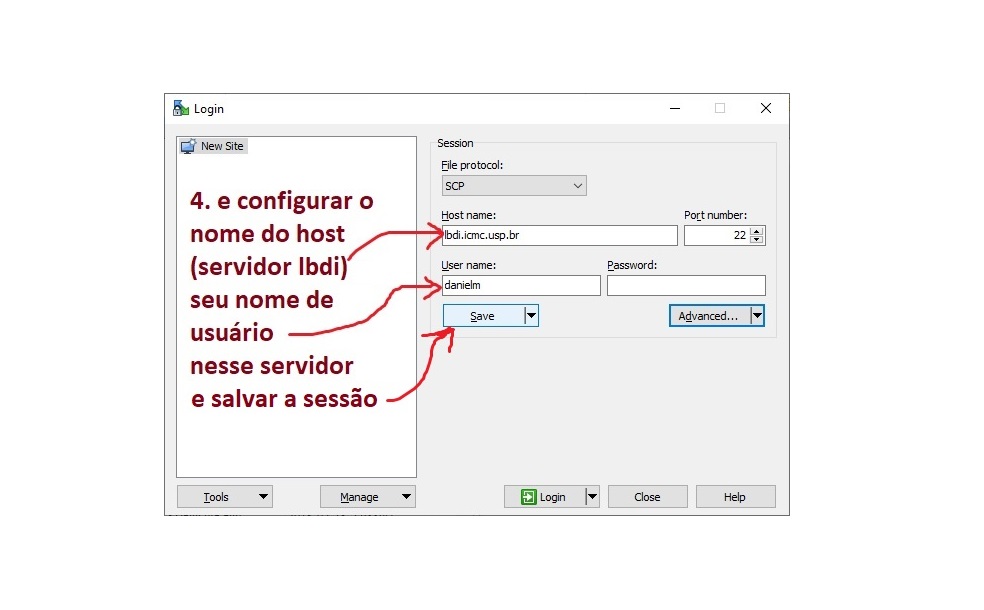 Login
New Site
4. e configurar o
nome do host
(servidor lbdi)
seu nome de
usuário
nesse servidor
e salvar a sessão
Session
File protocol:
SCP
Host name:
Port number:
lbdi.icmc.usp.br
22
User name:
Password:
danielm
Save
Advanced...
Tools
Manage
Login
Close
Help